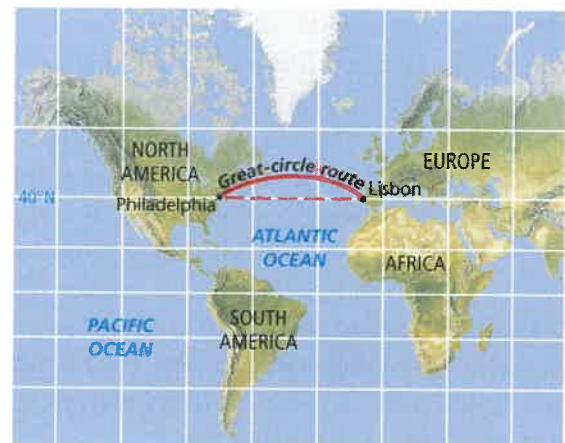 NORTH
AMERICA
Great-circle route
EUROPE
40°N
Philadelphia
Lisbon
ATLANTIC
OCEAN
AFRICA
PACIFIC
OCEAN
SOUTH
AMERICA